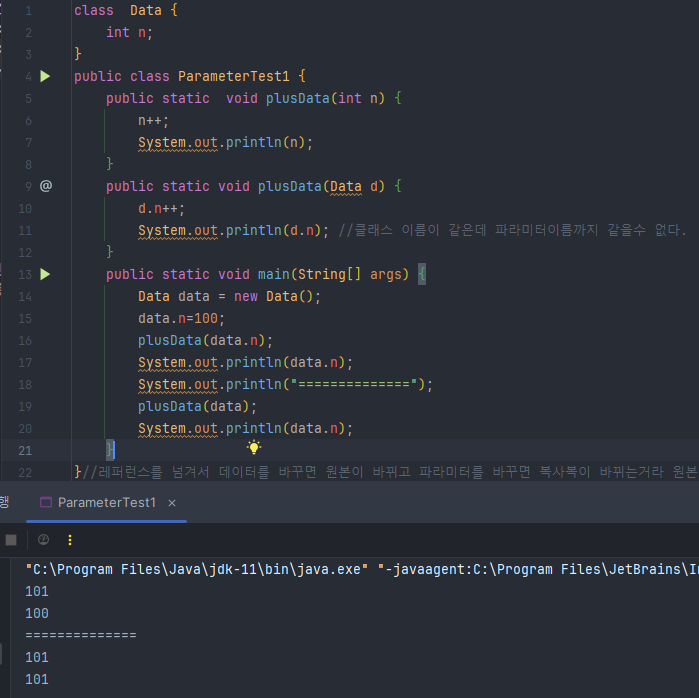 1 class  Data {
2     int n;
3 }
4 public class ParameterTest1 {
5     public static  void plusData(int n) {
6         n++;
7         System.out.println(n);
8     }
9 @     public static void plusData(Data d) {
10         d.n++;
11         System.out.println(d.n); //클래스 이름이 같은데 파라미터이름까지 같을수 없다.
12     }
13     public static void main(String[] args) {
14         Data data = new Data();
15         data.n=100;
16         plusData(data.n);
17         System.out.println(data.n);
18         System.out.println("==============");
19         plusData(data);
20         System.out.println(data.n);
21     }
22 }//레퍼런스를 넘겨서 데이터를 바꾸면 원본이 바뀌고 파라미터를 바꾸면 복사복이 바뀌는거라 원본
행 ParameterTest1 ×
"C:\Program Files\Java\jdk-11\bin\java.exe" "-javaagent:C:\Program Files\JetBrains\In
101
100
==============
101
101